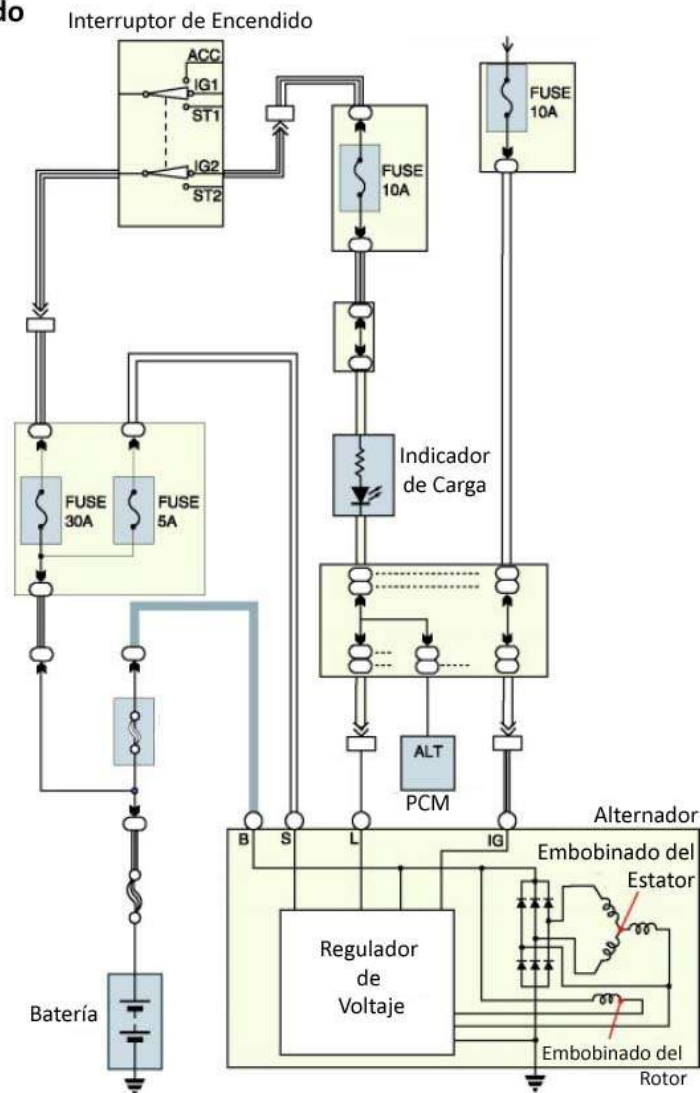 do
Interruptor de Encendido
ACC
IG1
ST1
IG2
ST2
FUSE
10A
FUSE
10A
FUSE
30A
FUSE
5A
Indicador
de Carga
ALT
PCM
Alternador
B
S
L
IG
Embobinado del
Estator
Regulador
de
Voltaje
Batería
Embobinado del
Rotor